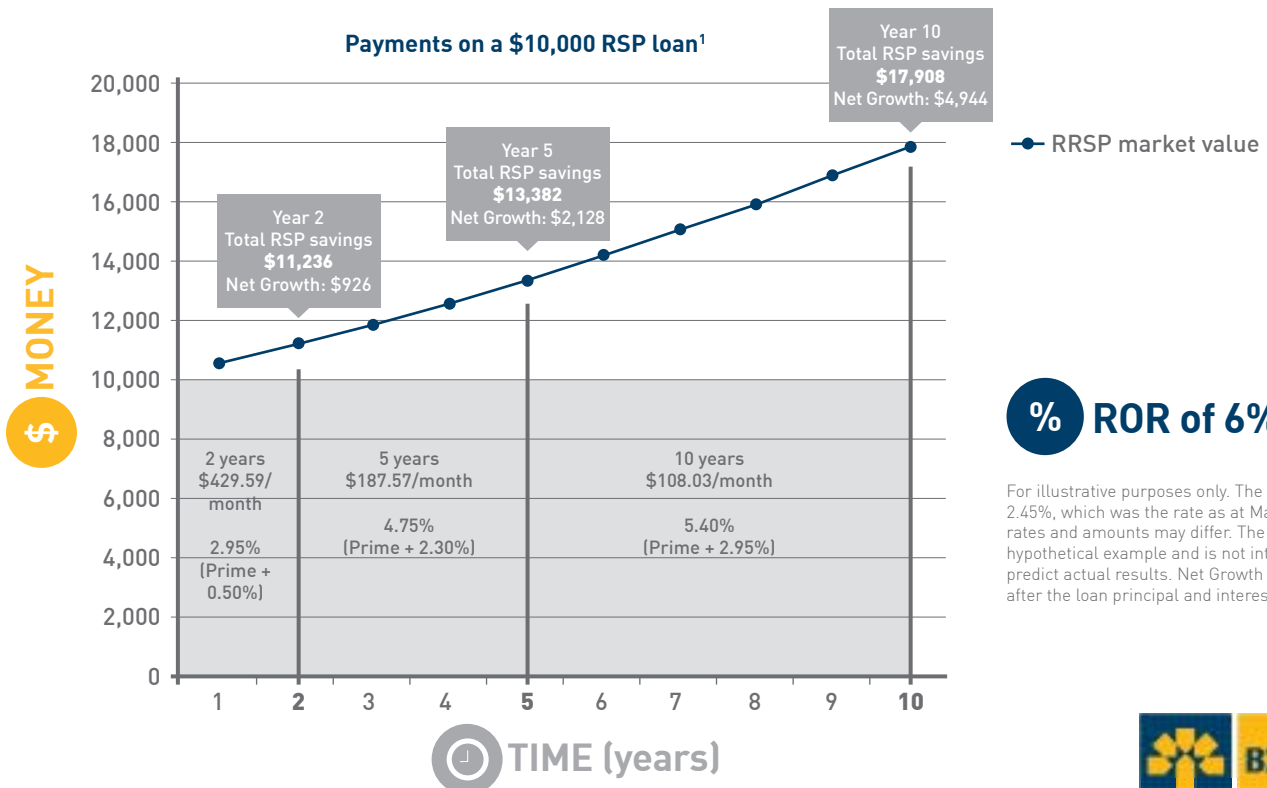 Payments on a $10,000 RSP loan¹
20,000
18,000
16,000
14,000
12,000
10,000
8,000
6,000
4,000
2,000
0
$ MONEY
Year 2
Total RSP savings
$11,236
Net Growth: $926
Year 5
Total RSP savings
$13,382
Net Growth: $2,128
Year 10
Total RSP savings
$17,908
Net Growth: $4,944
2 years
$429.59/
month
2.95%
(Prime +
0.50%)
5 years
$187.57/month
4.75%
(Prime + 2.30%)
10 years
$108.03/month
5.40%
(Prime + 2.95%)
1 2 3 4 5 6 7 8 9 10
TIME (years)
RRSP market value
% ROR of 6%
For illustrative purposes only. The
2.45%, which was the rate as at
rates and amounts may differ. The
hypothetical example and is not
predict actual results. Net Growth
after the loan principal and